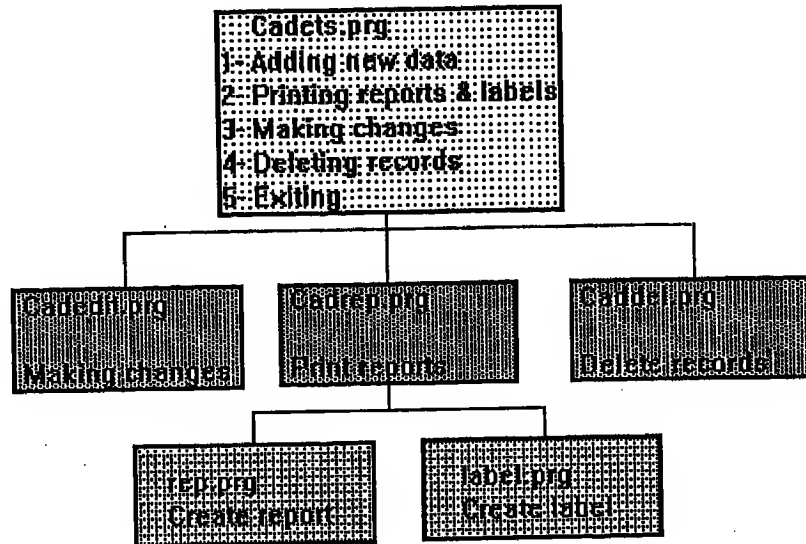 Cadets.prg
1- Adding new data
2- Printing reports & labels
3- Making changes
4- Deleting records
5- Exiting
Cadedit.prg
Making changes
Cadrep.prg
Print reports
Caddel.prg
Delete records
rep.prg
Create report
label.prg
Create label